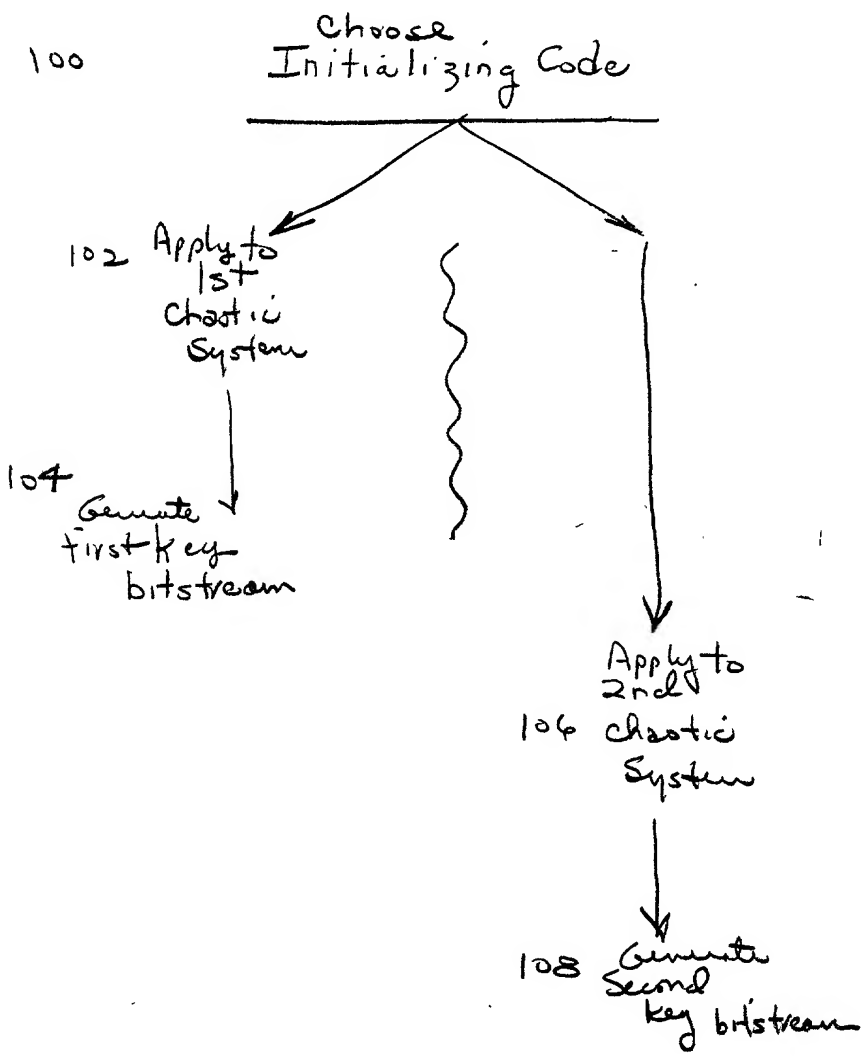 Choose
100 Initializing Code
102 Apply to
1st
Chaotic
System
104
Generate
first key
bitstream
Apply to
2nd
106 Chaotic
System
108 Generate
Second
key bitstream